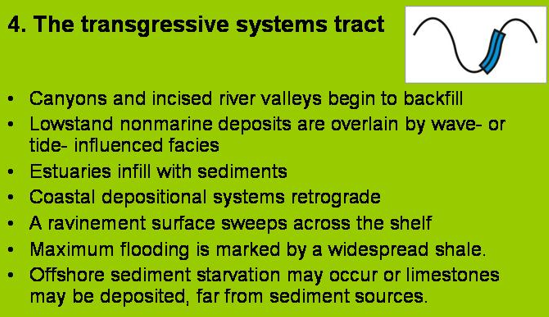 4. The transgressive systems tract
• Canyons and incised river valleys begin to backfill
• Lowstand nonmarine deposits are overlain by wave- or
tide- influenced facies
• Estuaries infill with sediments
• Coastal depositional systems retrograde
• A ravinement surface sweeps across the shelf
• Maximum flooding is marked by a widespread shale.
• Offshore sediment starvation may occur or limestones
may be deposited, far from sediment sources.